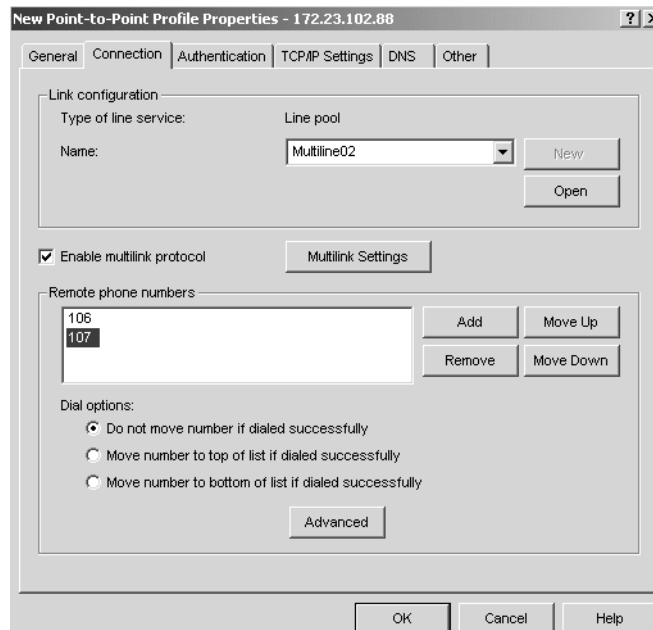 New Point-to-Point Profile Properties - 172.23.102.88
General Connection Authentication TCP/IP Settings DNS Other
Link configuration
Type of line service: Line pool
Name: Multiline02 New
Open
Enable multilink protocol Multilink Settings
Remote phone numbers
106
107
Add Move Up
Remove Move Down
Dial options:
Do not move number if dialed successfully
Move number to top of list if dialed successfully
Move number to bottom of list if dialed successfully
Advanced
OK Cancel Help